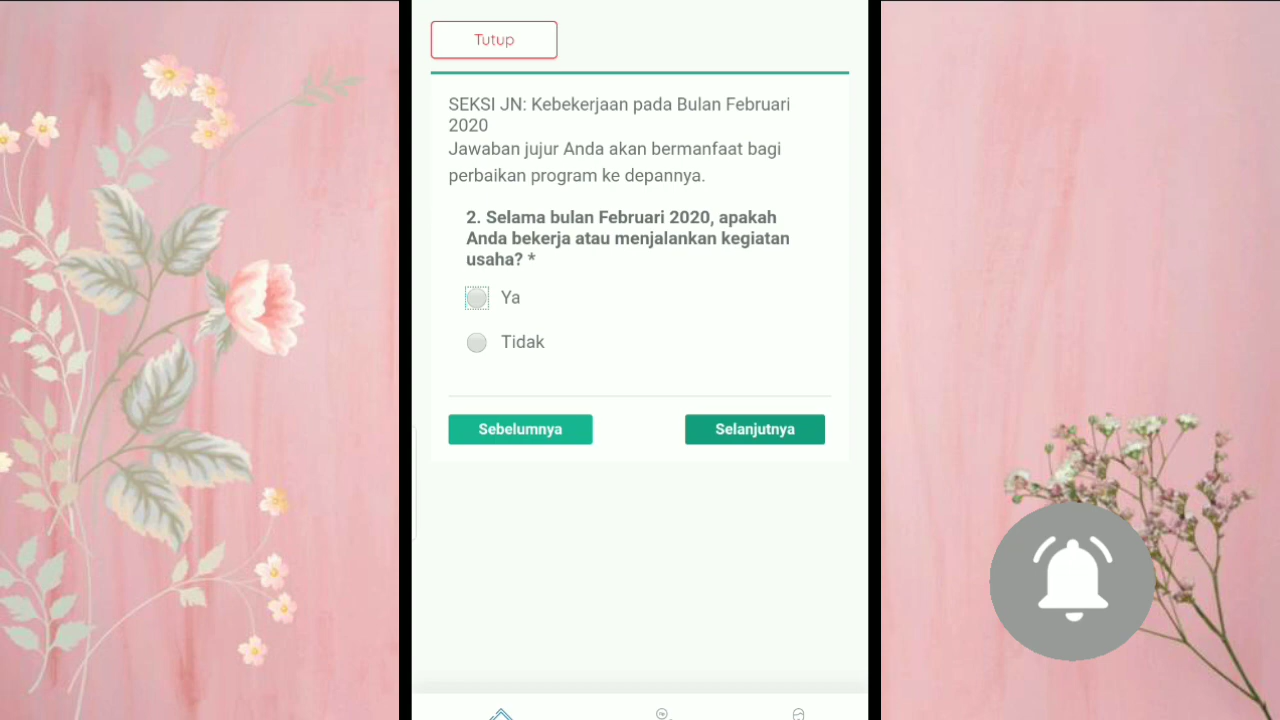 Tutup
SEKSI JN: Kebekerjaan pada Bulan Februari
2020
Jawaban jujur Anda akan bermanfaat bagi
perbaikan program ke depannya.
2. Selama bulan Februari 2020, apakah
Anda bekerja atau menjalankan kegiatan
usaha? *
Ya
Tidak
Sebelumnya
Selanjutnya